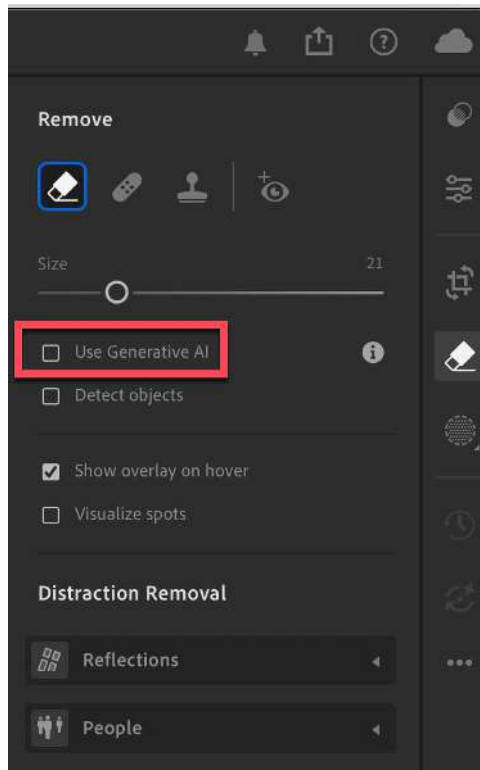 Remove
Size 21
Use Generative AI
Detect objects
Show overlay on hover
Visualize spots
Distraction Removal
Reflections
People